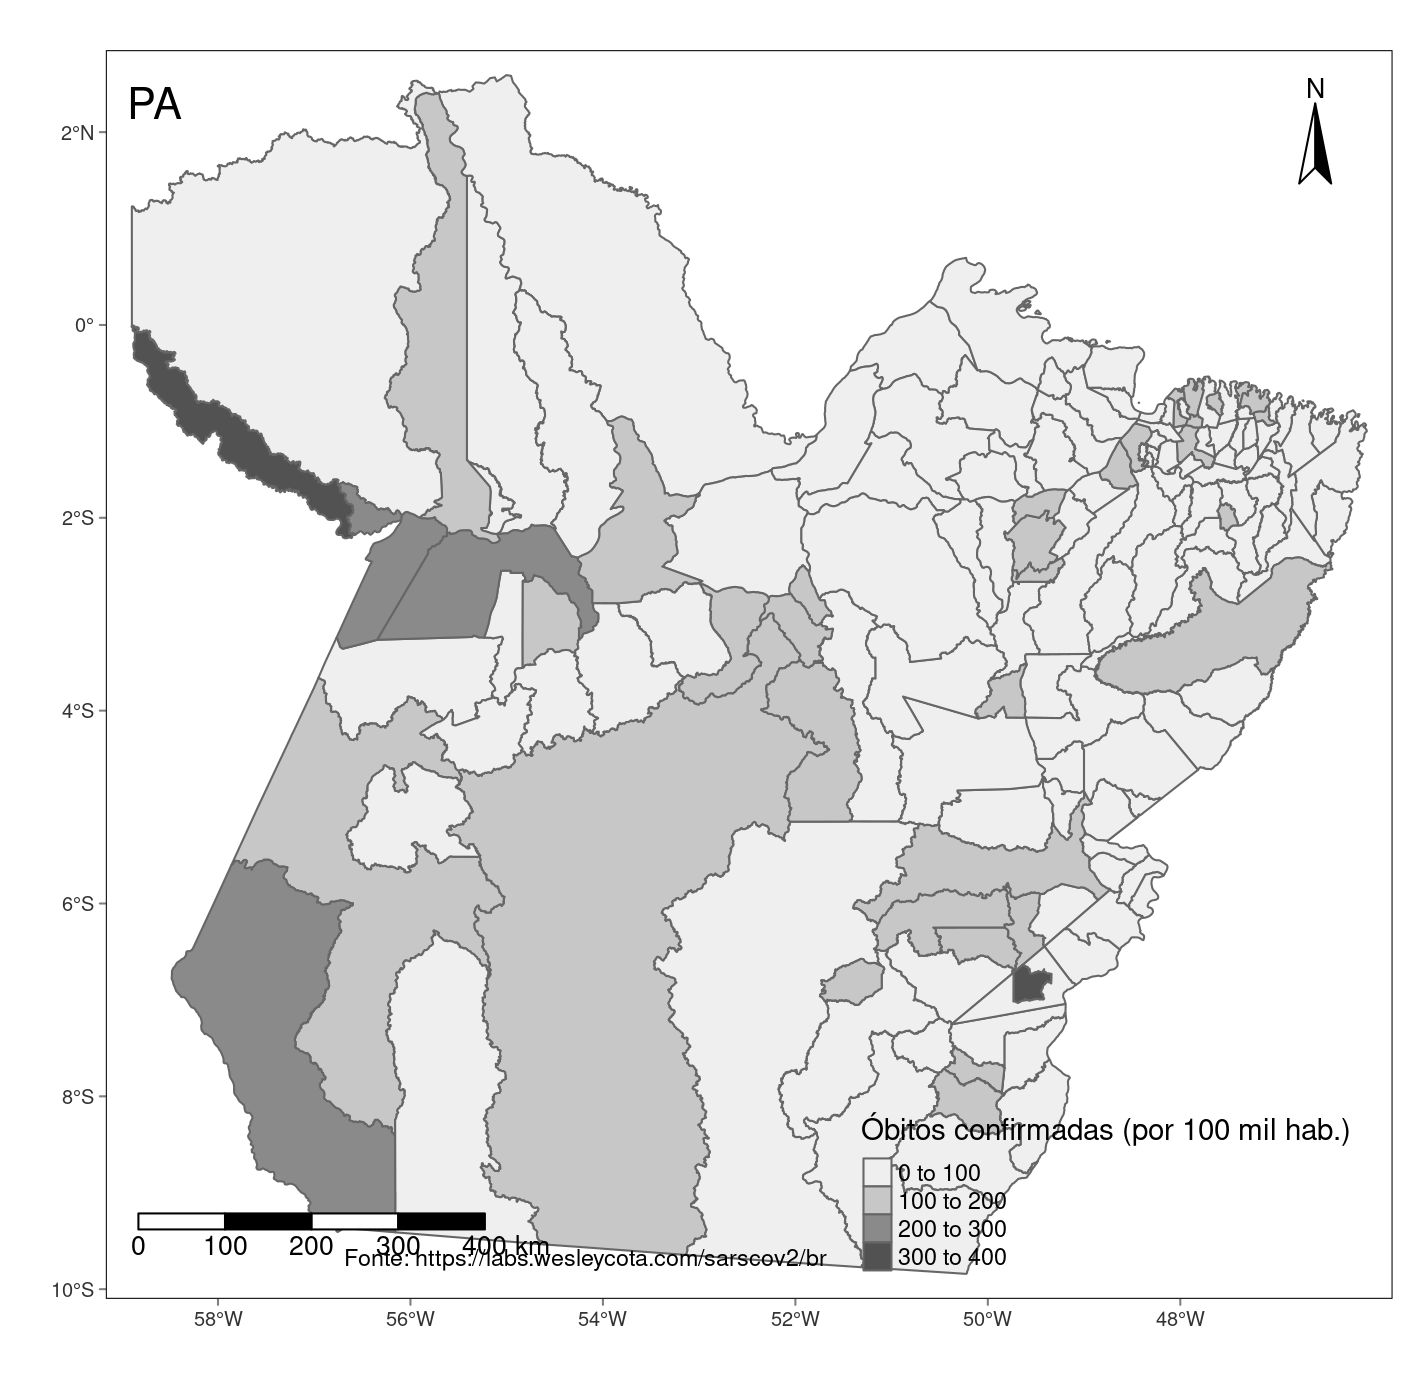 PA
N
2°N
0°
2°S
4°S
6°S
8°S
10°S
Óbitos confirmadas (por 100 mil hab.)
0 to 100
100 to 200
200 to 300
300 to 400
0 100 200 300 400 km
Fonte: https://labs.wesleycota.com/sarscov2/br
58°W 56°W 54°W 52°W 50°W 48°W